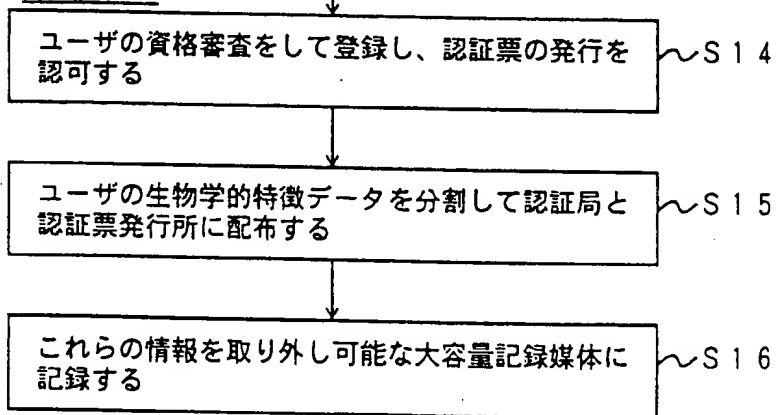 ユーザの資格審査をして登録し、認証票の発行を
認可する
S14
ユーザの生物学的特徴データを分割して認証局と
認証票発行所に配布する
S15
これらの情報を取り外し可能な大容量記録媒体に
記録する
S16